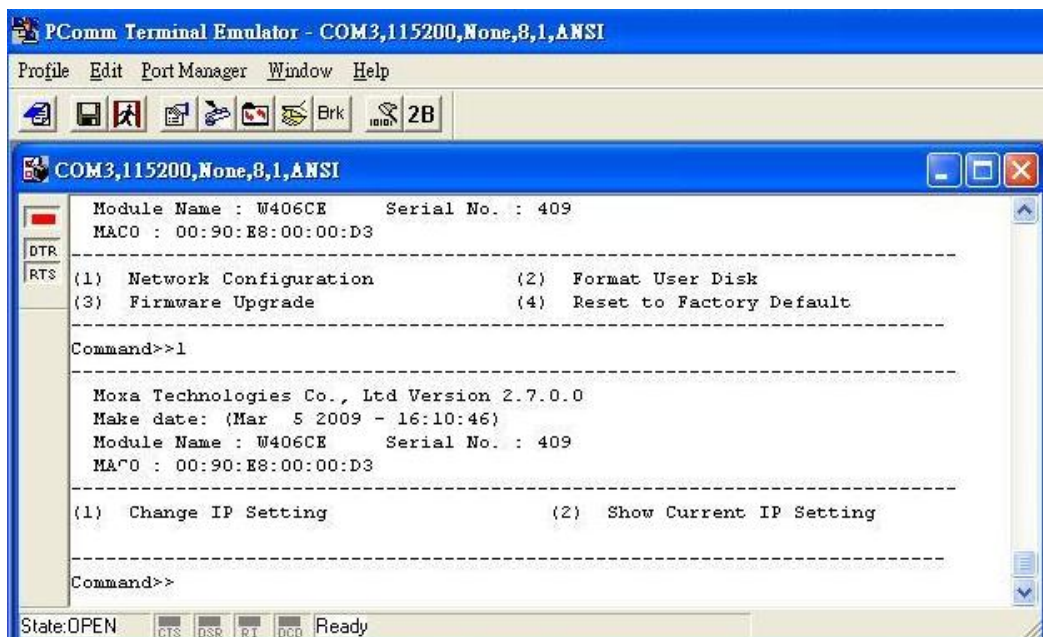 PComm Terminal Emulator - COM3,115200,None,8,1,ANSI
Profile Edit Port Manager Window Help
Brk 2B
COM3,115200,None,8,1,ANSI
Module Name : W406CE Serial No. : 409
MAC0 : 00:90:E8:00:00:D3
DTR
RTS
---------------------------------------------------------------------------
(1) Network Configuration (2) Format User Disk
(3) Firmware Upgrade (4) Reset to Factory Default
---------------------------------------------------------------------------
Command>>1
---------------------------------------------------------------------------
Moxa Technologies Co., Ltd Version 2.7.0.0
Make date: (Mar 5 2009 - 16:10:46)
Module Name : W406CE Serial No. : 409
MAC0 : 00:90:E8:00:00:D3
---------------------------------------------------------------------------
(1) Change IP Setting (2) Show Current IP Setting
---------------------------------------------------------------------------
Command>>
State:OPEN CTS DSR RI DCD Ready